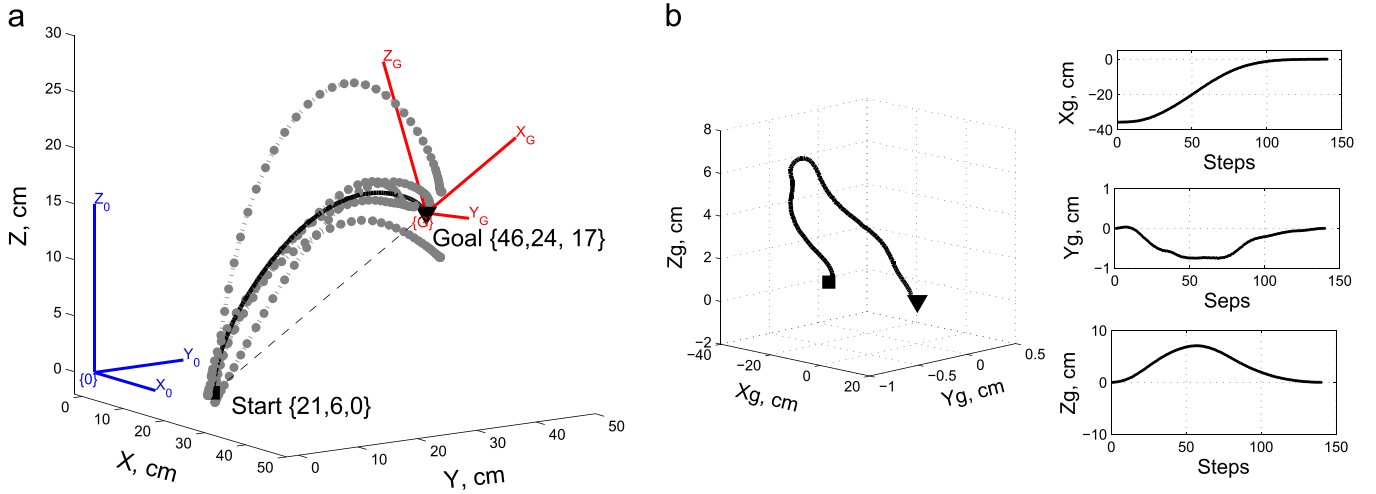 a
30
25
20
15
10
5
0
Z, cm
Z0
Y0
X0
{0}
ZG
XG
YG
{G}
Goal {46,24, 17}
Start {21,6,0}
0
10
20
30
40
50
X, cm
0
10
20
30
40
50
Y, cm
b
8
6
4
2
0
−2
Zg, cm
−40
−20
0
20
Xg, cm
−1
−0.5
0
0.5
Yg, cm
0
−20
−40
Xg, cm
0
50
100
150
Steps
1
0
−1
Yg, cm
0
50
100
150
Seps
10
0
−10
Zg, cm
0
50
100
150
Steps